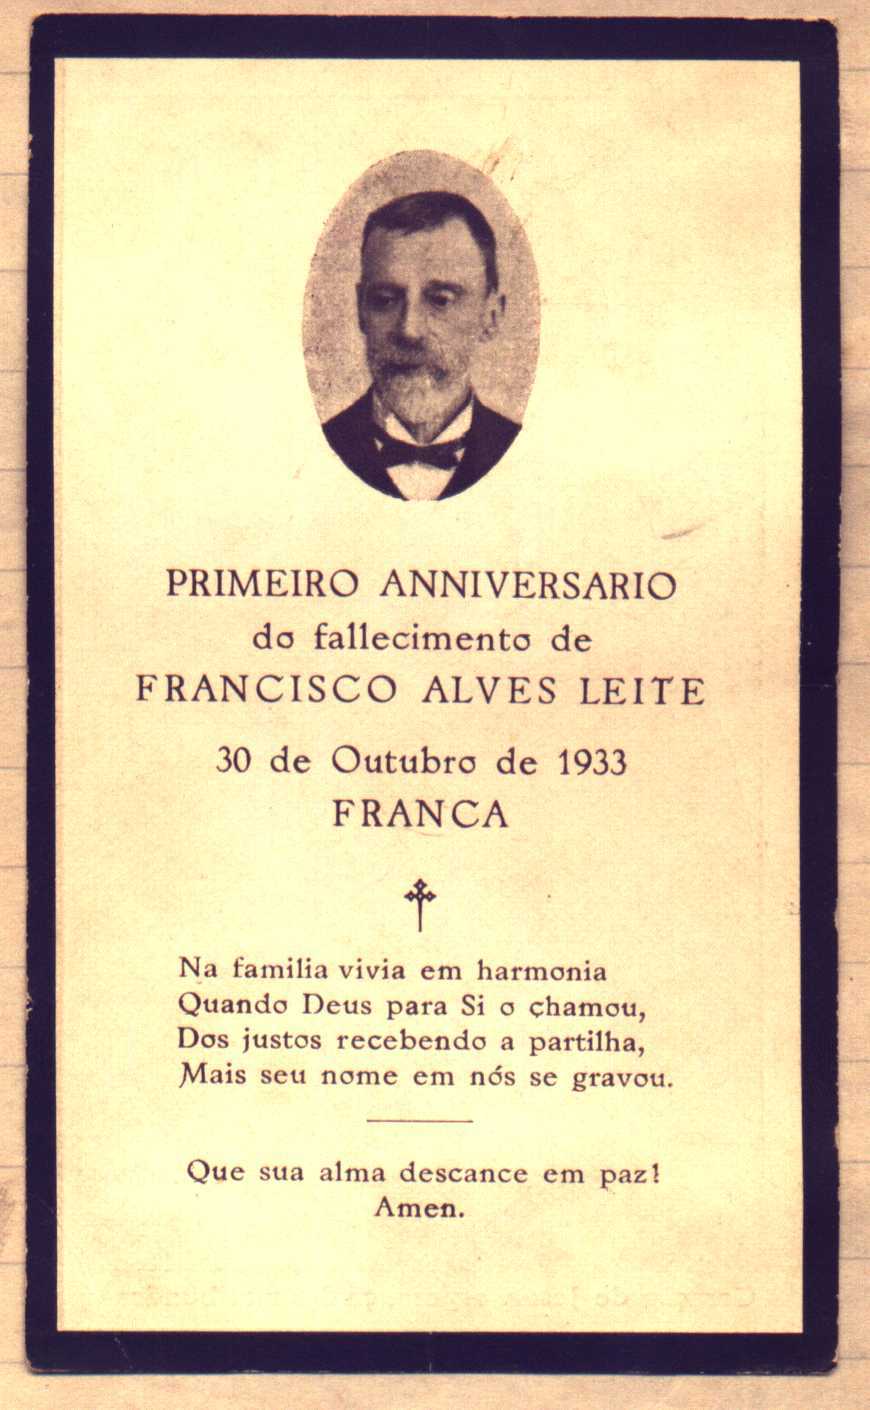 PRIMEIRO ANNIVERSARIO
do fallecimento de
FRANCISCO ALVES LEITE
30 de Outubro de 1933
FRANCA
Na familia vivia em harmonia
Quando Deus para Si o chamou,
Dos justos recebendo a partilha,
Mais seu nome em nós se gravou.
Que sua alma descance em paz!
Amen.